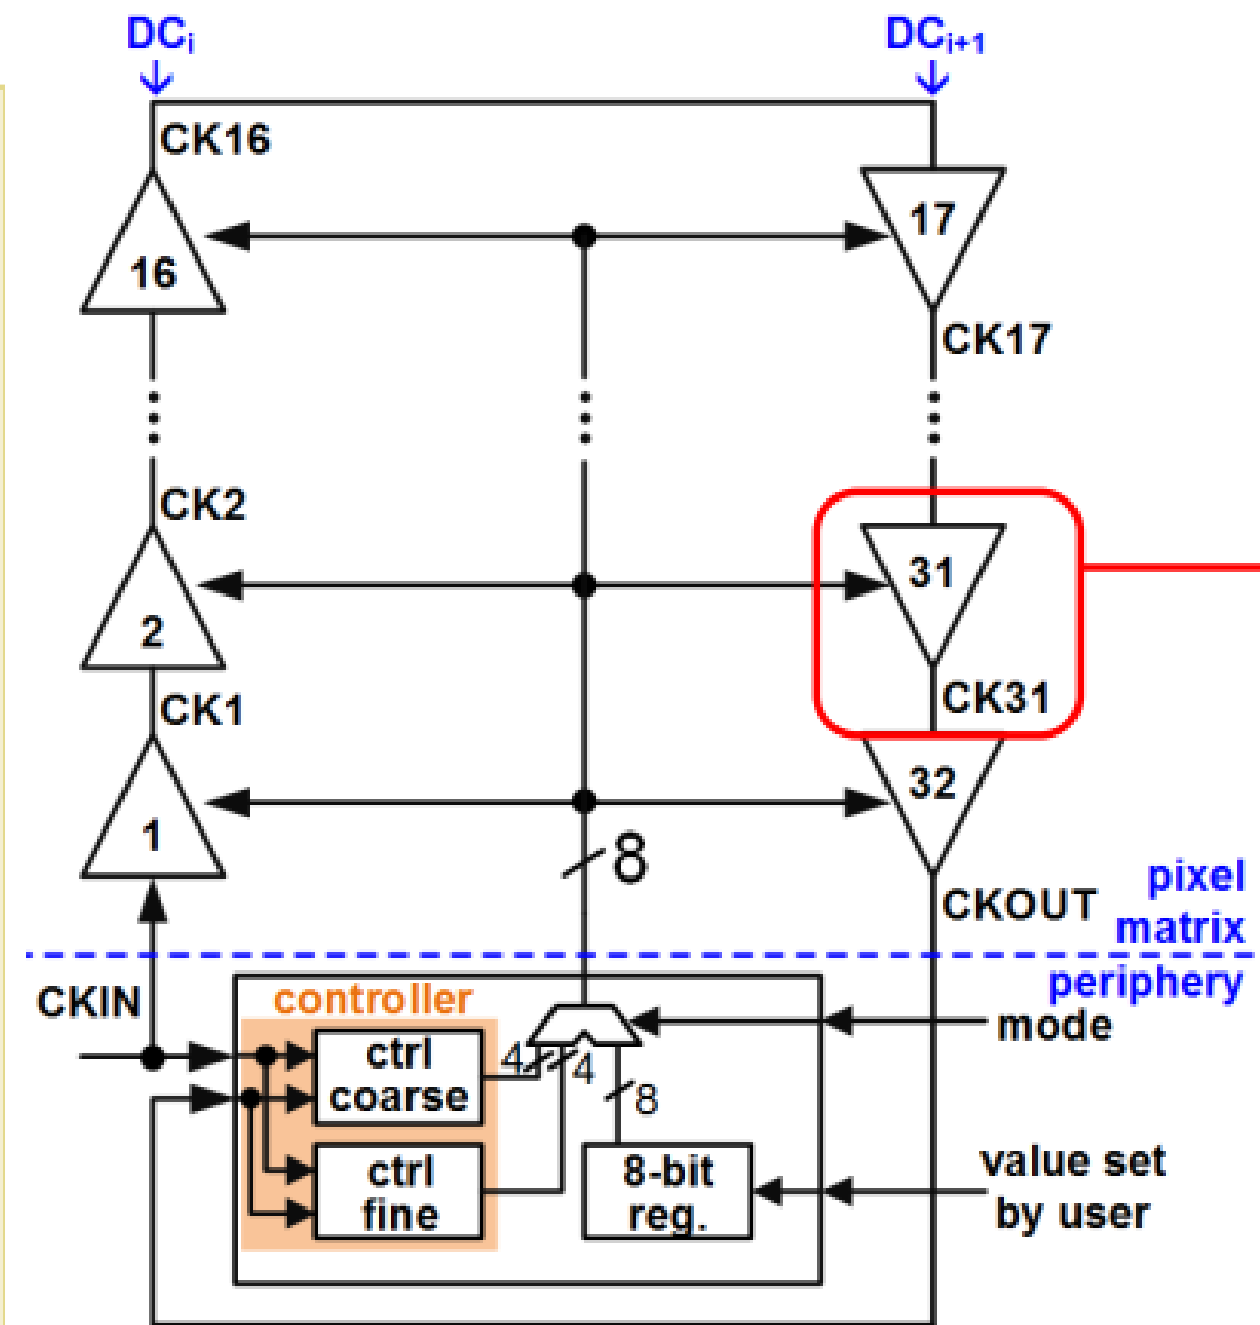 DCi
DCi+1
CK16
17
16
CK17
CK2
31
2
CK31
CK1
32
1
8
pixel
matrix
CKOUT
periphery
CKIN
controller
mode
ctrl
coarse
4
4
8
ctrl
fine
8-bit
reg.
value set
by user